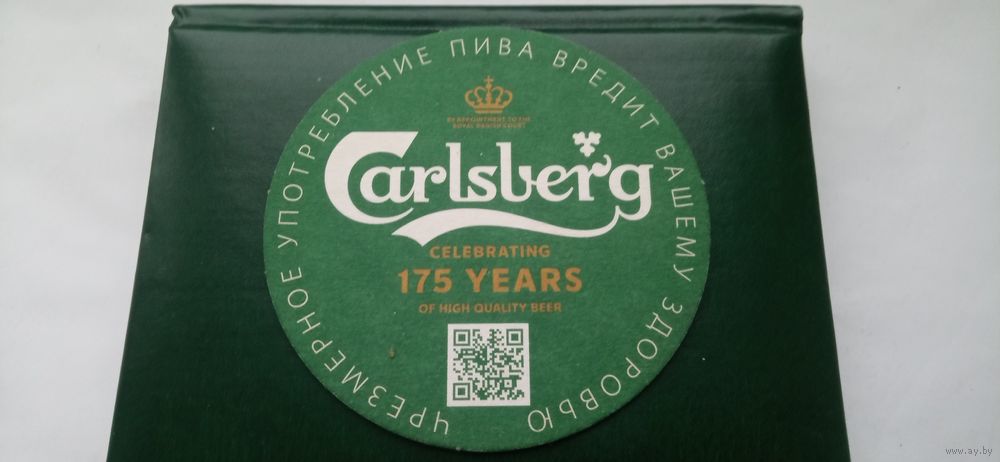 ЧРЕЗМЕРНОЕ УПОТРЕБЛЕНИЕ ПИВА ВРЕДИТ ВАШЕМУ ЗДОРОВЬЮ
BY APPOINTMENT TO THE
ROYAL DANISH COURT
Carlsberg
CELEBRATING
175 YEARS
OF HIGH QUALITY BEER
www.ay.by